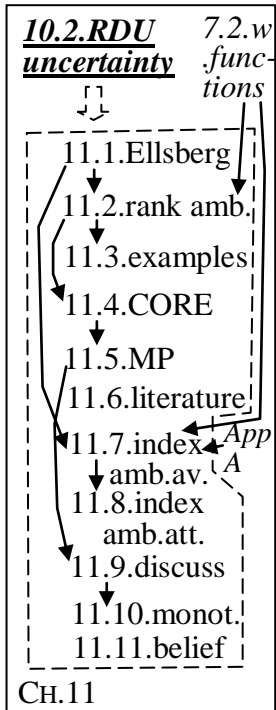 10.2.RDU
uncertainty
7.2.w
.func-
tions
11.1.Ellsberg
11.2.rank amb.
11.3.examples
11.4.CORE
11.5.MP
11.6.literature
11.7.index
amb.av.
App
A
11.8.index
amb.att.
11.9.discuss
11.10.monot.
11.11.belief
CH.11